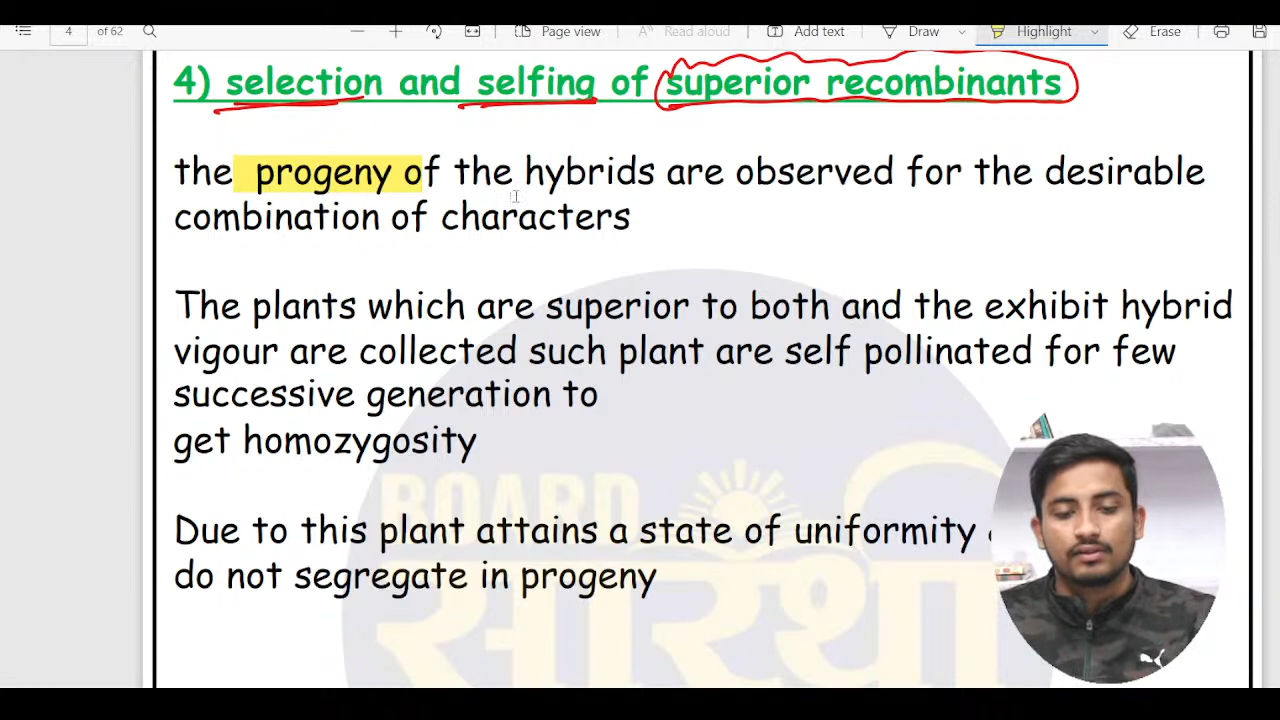 4
of 62
Page view
Read aloud
Add text
Draw
Highlight
Erase
4) selection and selfing of superior recombinants
the progeny of the hybrids are observed for the desirable
combination of characters
The plants which are superior to both and the exhibit hybrid
vigour are collected such plant are self pollinated for few
successive generation to
get homozygosity
Due to this plant attains a state of uniformity
do not segregate in progeny
BOARD
सारथी